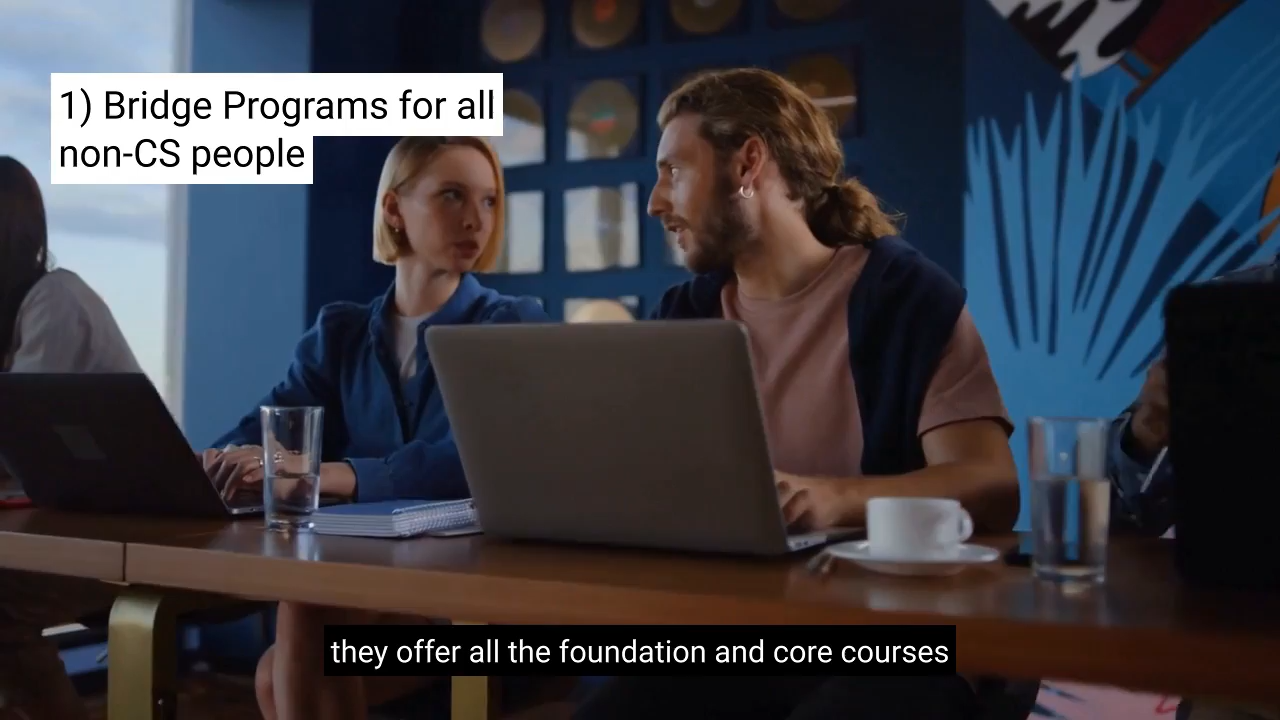 1) Bridge Programs for all
non-CS people
they offer all the foundation and core courses